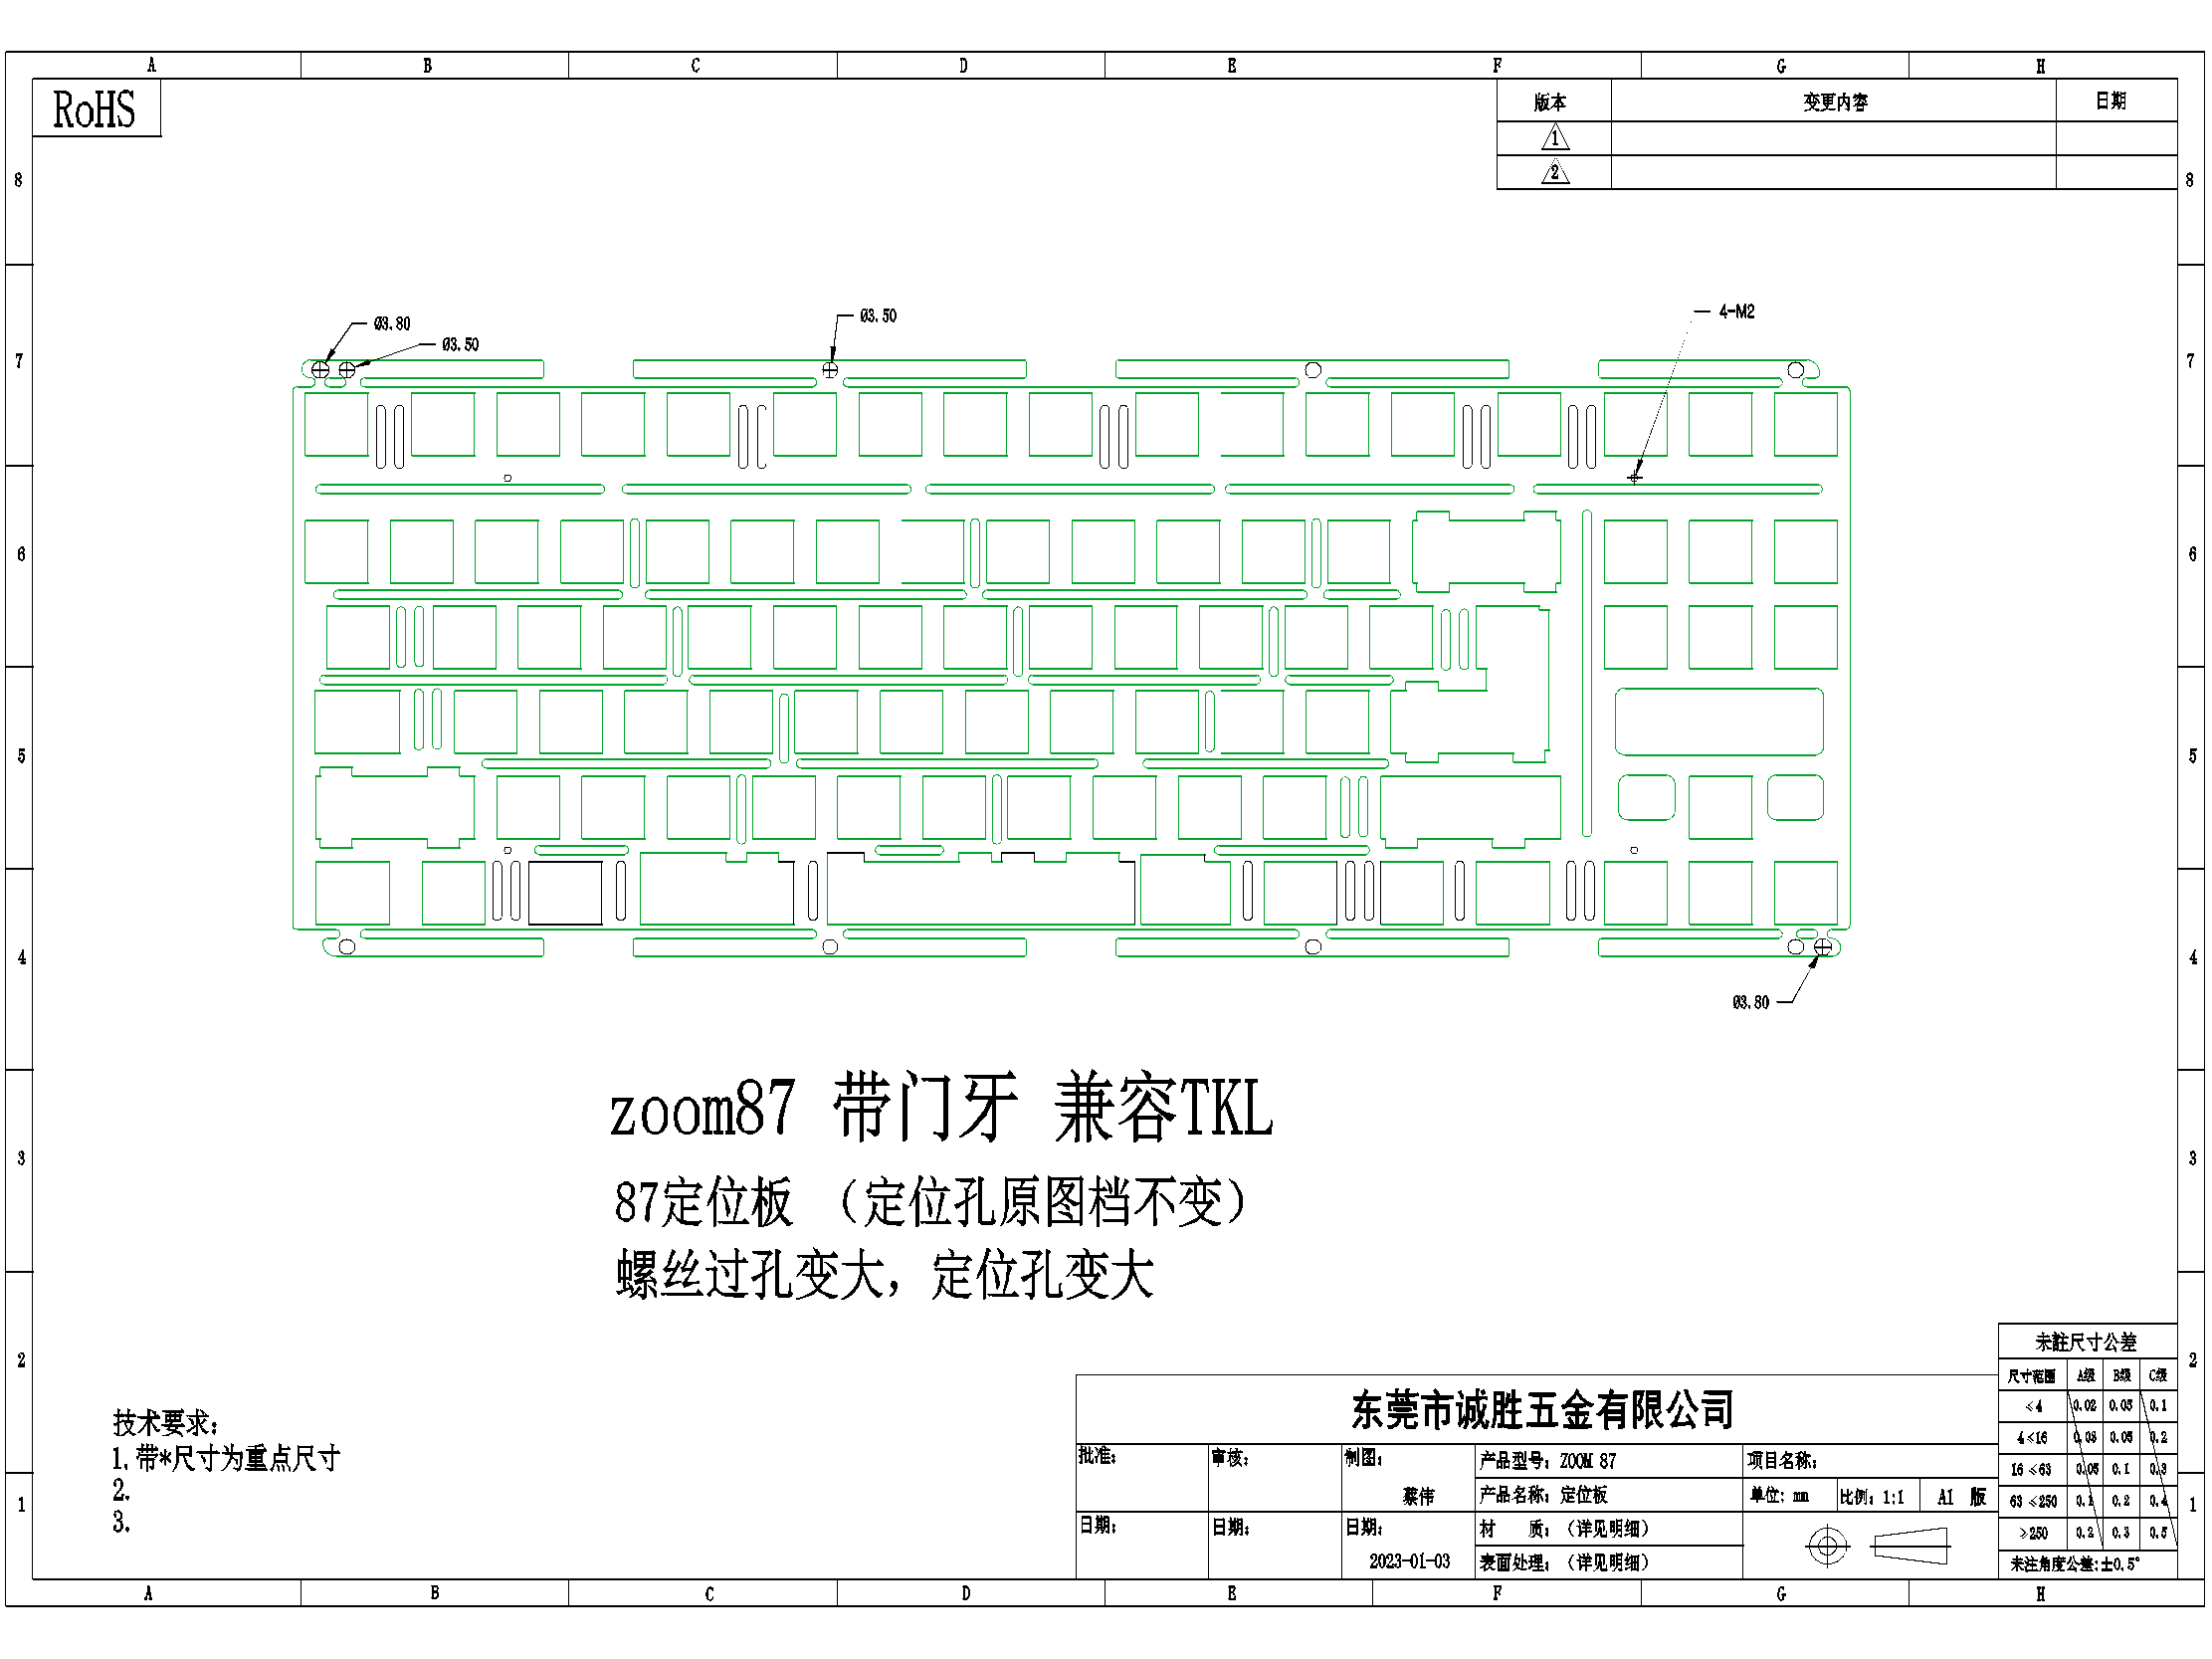 A B C D E F G H
RoHS
版本 变更内容 日期
1
2
8 8
Ø3.80
Ø3.50
Ø3.50
4-M2
7 7
6 6
5 5
4 4
Ø3.80
zoom87 带门牙 兼容TKL
87定位板 （定位孔原图档不变）
螺丝过孔变大，定位孔变大
3 3
2 2
技术要求：
1.带*尺寸为重点尺寸
2.
3.
1 1
东莞市诚胜五金有限公司
批准： 审核： 制图： 蔡伟
日期： 日期： 日期： 2023-01-03
产品型号：ZOOM 87
产品名称：定位板
材 质：（详见明细）
表面处理：（详见明细）
项目名称：
单位：mm 比例：1:1 A1 版
未註尺寸公差
尺寸范围 A级 B级 C级
≤4 0.02 0.05 0.1
4≤16 0.03 0.05 0.2
16≤63 0.05 0.1 0.3
63≤250 0.1 0.2 0.4
≥250 0.2 0.3 0.5
未注角度公差:±0.5°
A B C D E F G H